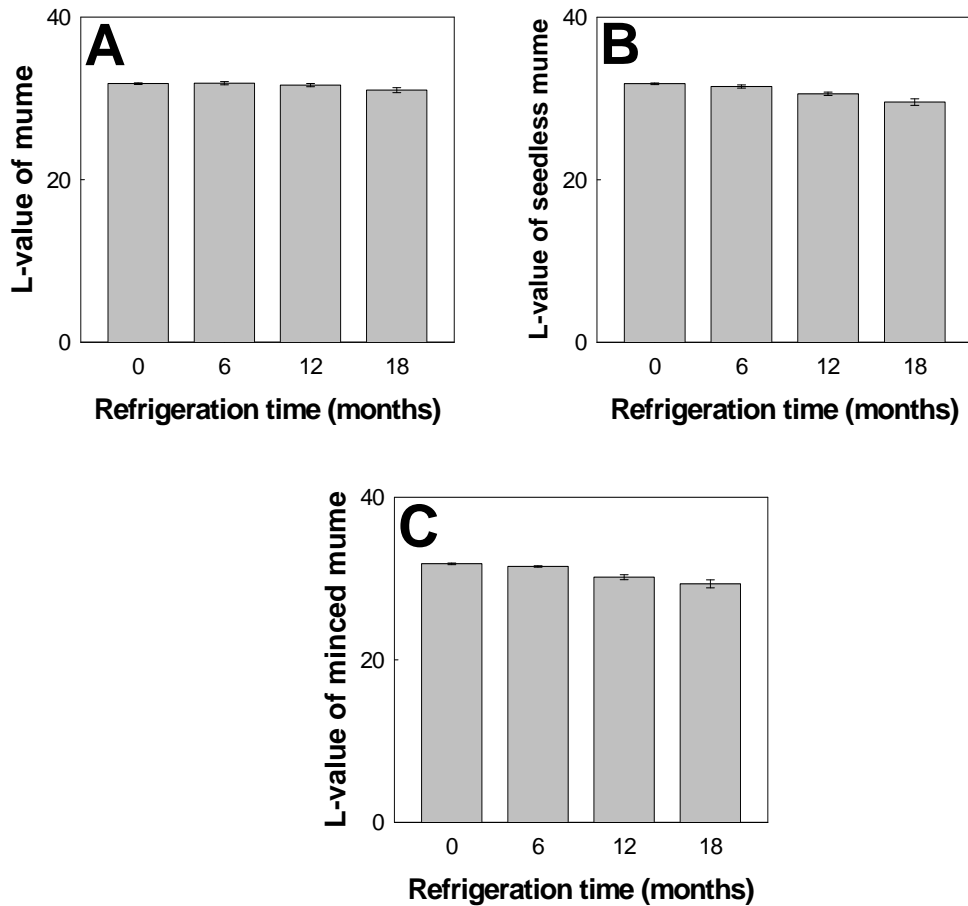 A
L-value of mume
40
20
0
0 6 12 18
Refrigeration time (months)
B
L-value of seedless mume
40
20
0
0 6 12 18
Refrigeration time (months)
C
L-value of minced mume
40
20
0
0 6 12 18
Refrigeration time (months)